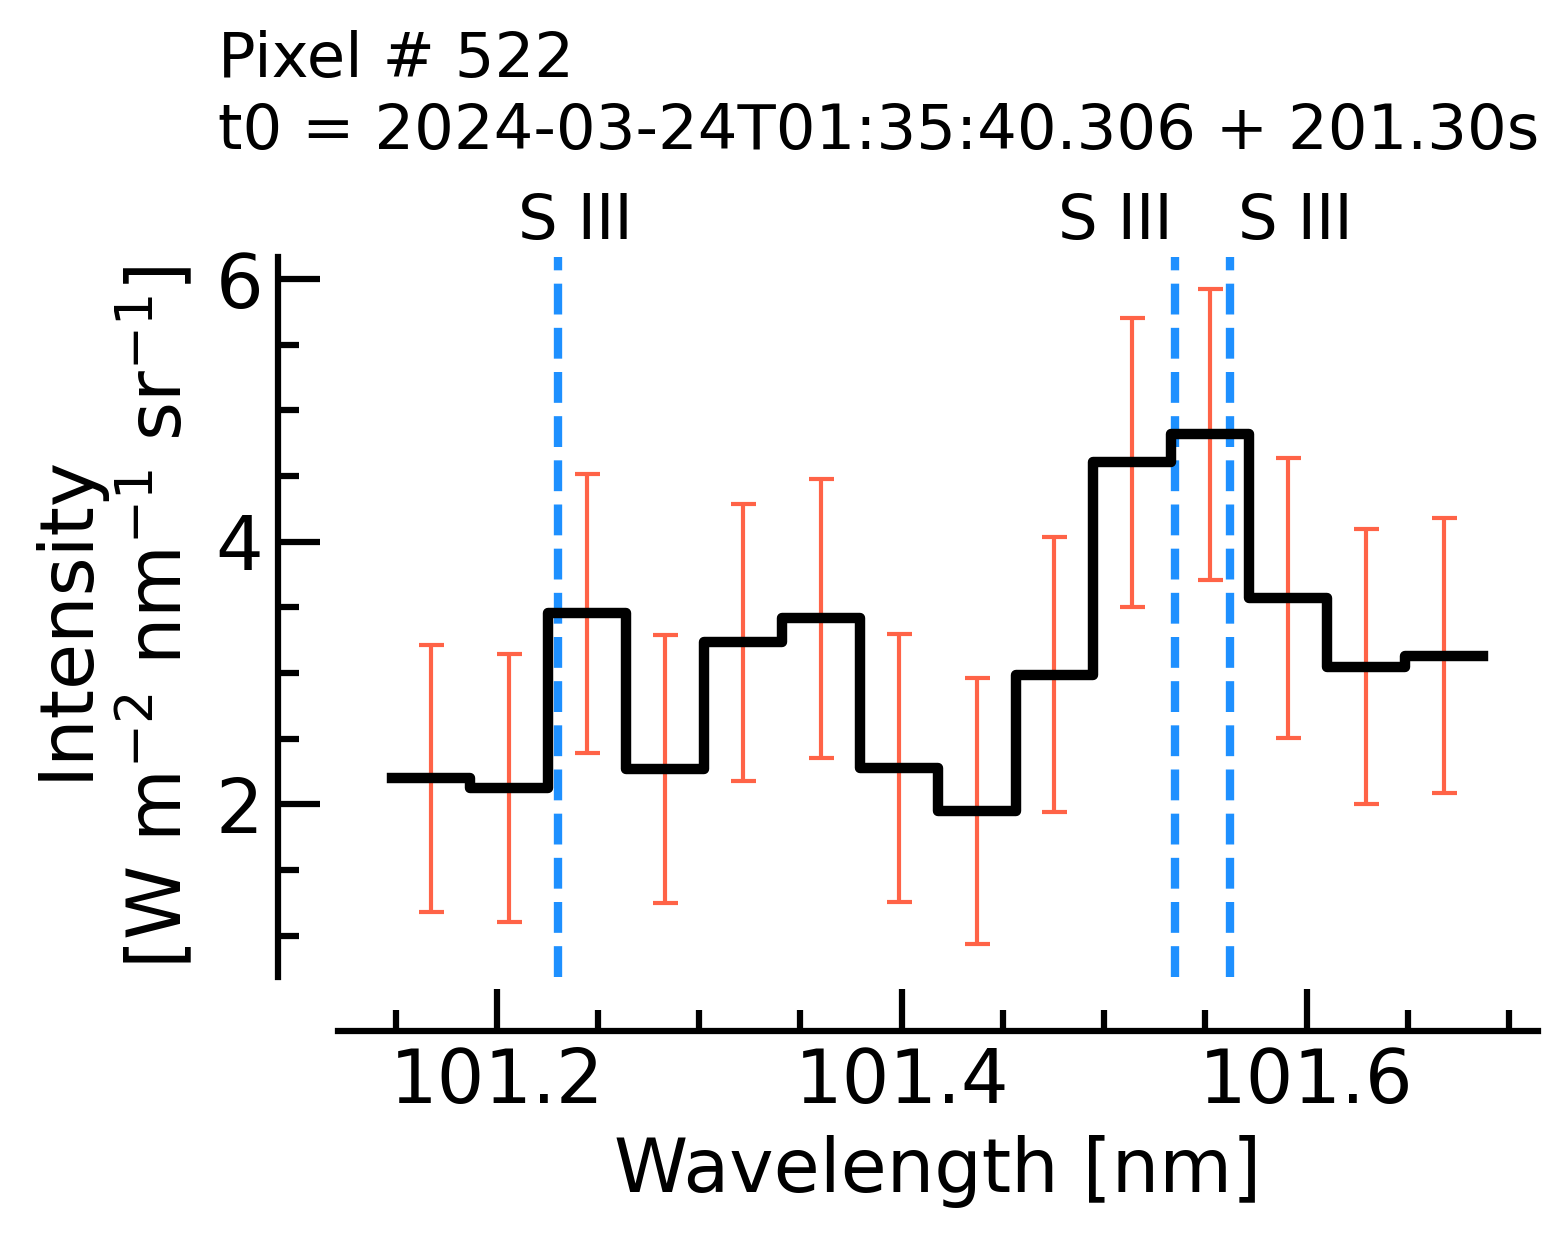 Pixel # 522
t0 = 2024-03-24T01:35:40.306 + 201.30s
S III S III S III
Intensity
[W m⁻² nm⁻¹ sr⁻¹]
6
4
2
101.2 101.4 101.6
Wavelength [nm]